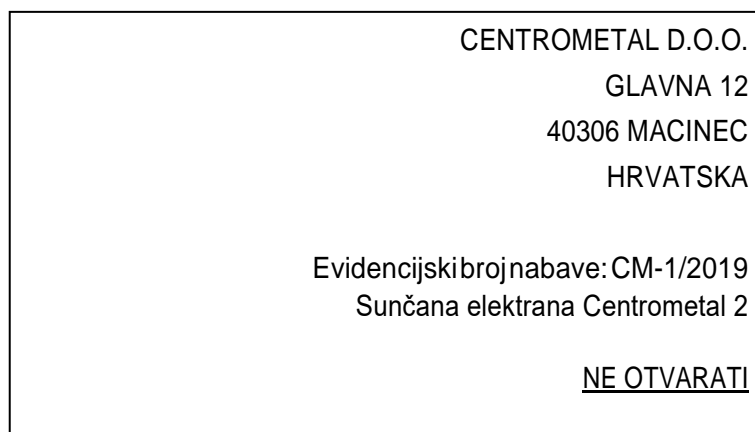 CENTROMETAL D.O.O.
GLAVNA 12
40306 MACINEC
HRVATSKA
Evidencijski broj nabave: CM-1/2019
Sunčana elektrana Centrometal 2
NE OTVARATI